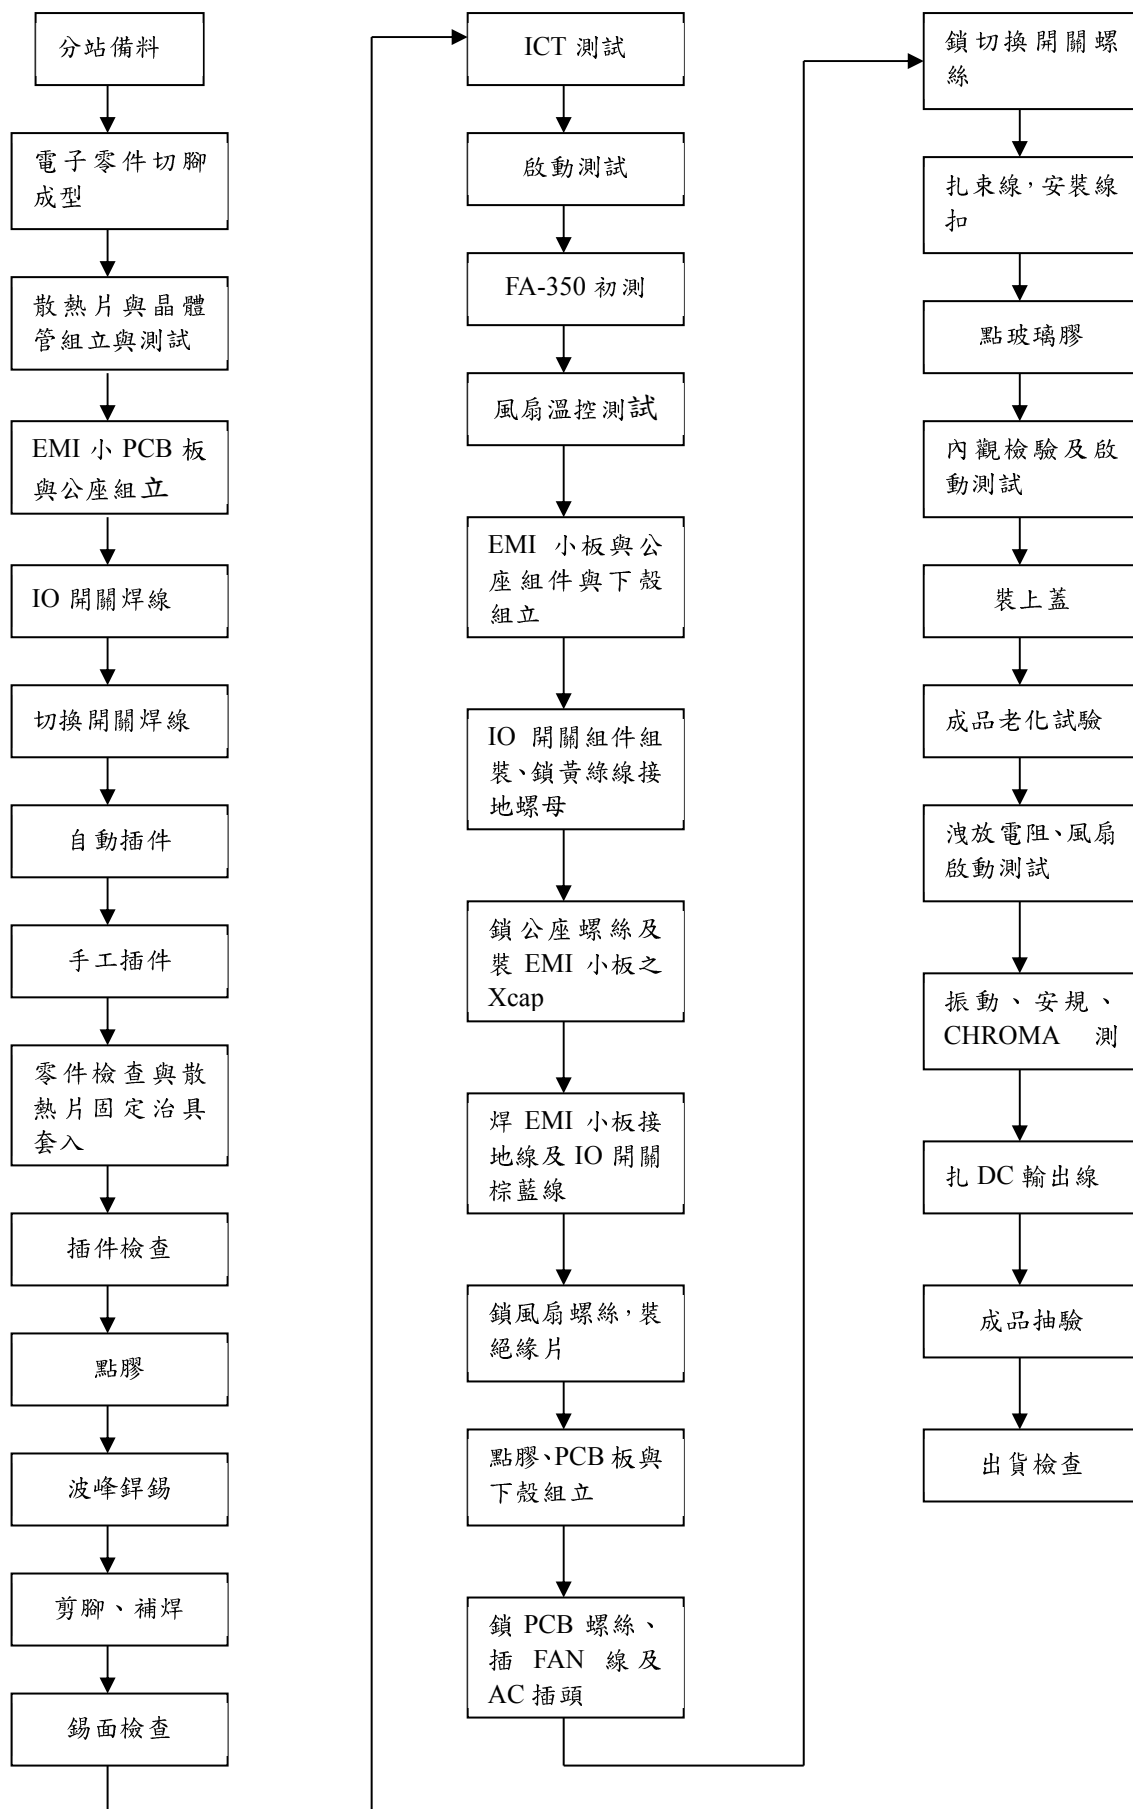 分站備料
電子零件切腳
成型
散熱片與晶體
管組立與測試
EMI 小 PCB 板
與公座組立
IO 開關焊線
切換開關焊線
自動插件
手工插件
零件檢查與散
熱片固定治具
套入
插件檢查
點膠
波峰銲錫
剪腳、補焊
錫面檢查
ICT 測試
啟動測試
FA-350 初測
風扇溫控測試
EMI 小板與公
座組件與下殼
組立
IO 開關組件組
裝、鎖黃綠線接
地螺母
鎖公座螺絲及
裝 EMI 小板之
Xcap
焊 EMI 小板接
地線及 IO 開關
棕藍線
鎖風扇螺絲，裝
絕緣片
點膠、PCB 板與
下殼組立
鎖 PCB 螺絲、
插 FAN 線及
AC 插頭
鎖切換開關螺
絲
扎束線，安裝線
扣
點玻璃膠
內觀檢驗及啟
動測試
裝上蓋
成品老化試驗
洩放電阻、風扇
啟動測試
振動、安規、
CHROMA 測
扎 DC 輸出線
成品抽驗
出貨檢查